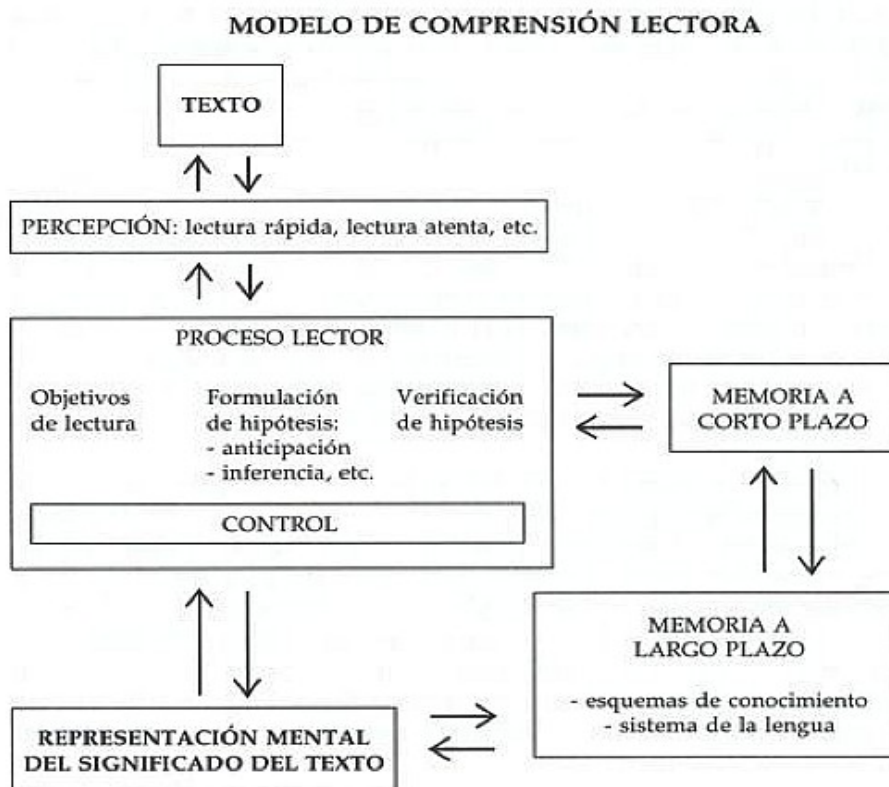 MODELO DE COMPRENSIÓN LECTORA
TEXTO
PERCEPCIÓN: lectura rápida, lectura atenta, etc.
PROCESO LECTOR
Objetivos
de lectura
Formulación
de hipótesis:
- anticipación
- inferencia, etc.
Verificación
de hipótesis
CONTROL
MEMORIA A
CORTO PLAZO
MEMORIA A
LARGO PLAZO
- esquemas de conocimiento
- sistema de la lengua
REPRESENTACIÓN MENTAL
DEL SIGNIFICADO DEL TEXTO